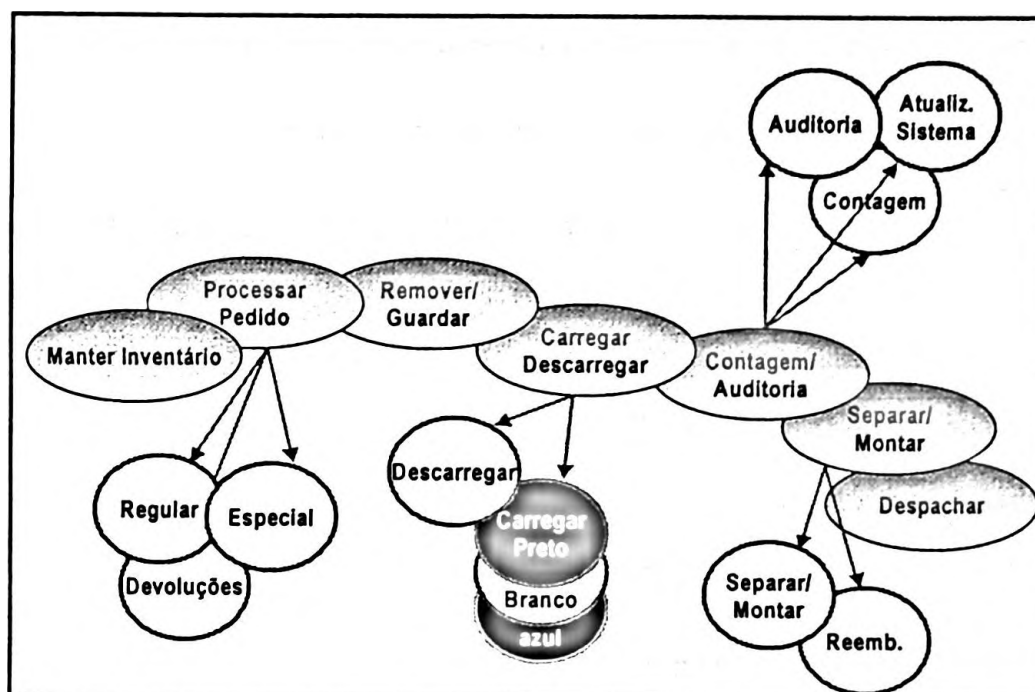 Auditoria
Atualiz.
Sistema
Contagem
Processar
Pedido
Remover/
Guardar
Manter Inventário
Carregar
Descarregar
Contagem/
Auditoria
Separar/
Montar
Despachar
Regular
Especial
Devoluções
Descarregar
Carregar
Preto
Branco
azul
Separar/
Montar
Reemb.